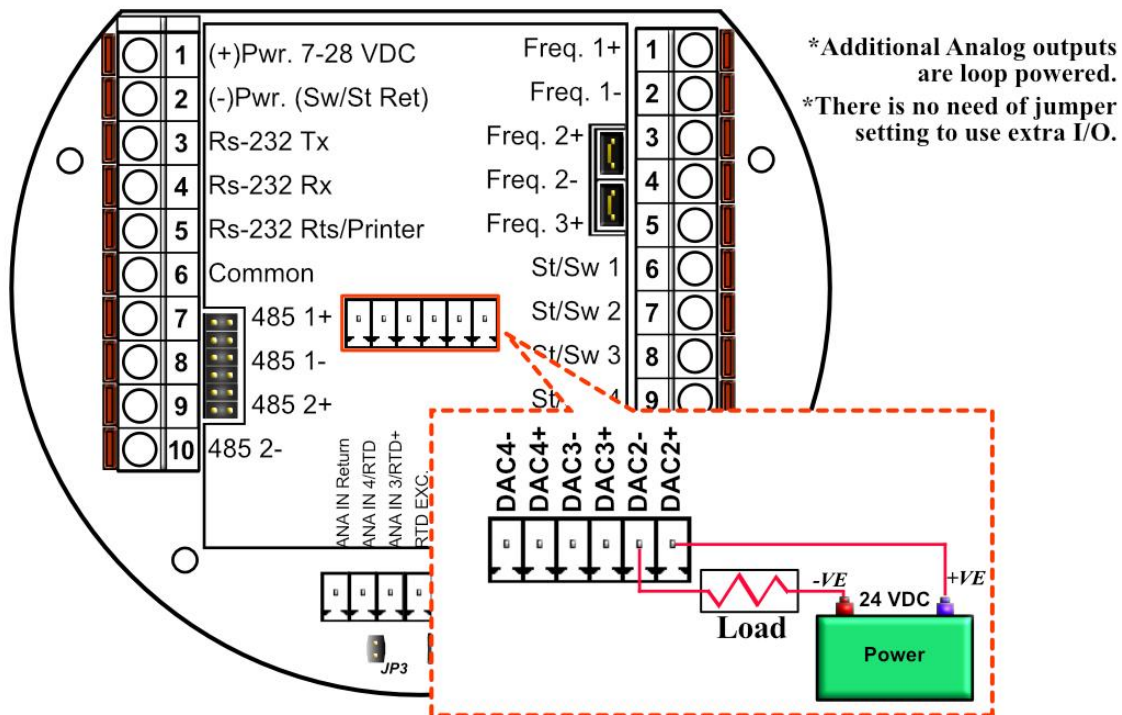 1 (+)Pwr. 7-28 VDC
2 (-)Pwr. (Sw/St Ret)
3 Rs-232 Tx
4 Rs-232 Rx
5 Rs-232 Rts/Printer
6 Common
7 485 1+
8 485 1-
9 485 2+
10 485 2-
Freq. 1+ 1
Freq. 1- 2
Freq. 2+ 3
Freq. 2- 4
Freq. 3+ 5
St/Sw 1 6
St/Sw 2 7
St/Sw 3 8
St/ 4 9
*Additional Analog outputs
are loop powered.
*There is no need of jumper
setting to use extra I/O.
ANA IN Return
ANA IN 4/RTD
ANA IN 3/RTD+
RTD EXC.
JP3
DAC4-
DAC4+
DAC3-
DAC3+
DAC2-
DAC2+
-VE
+VE
24 VDC
Load
Power